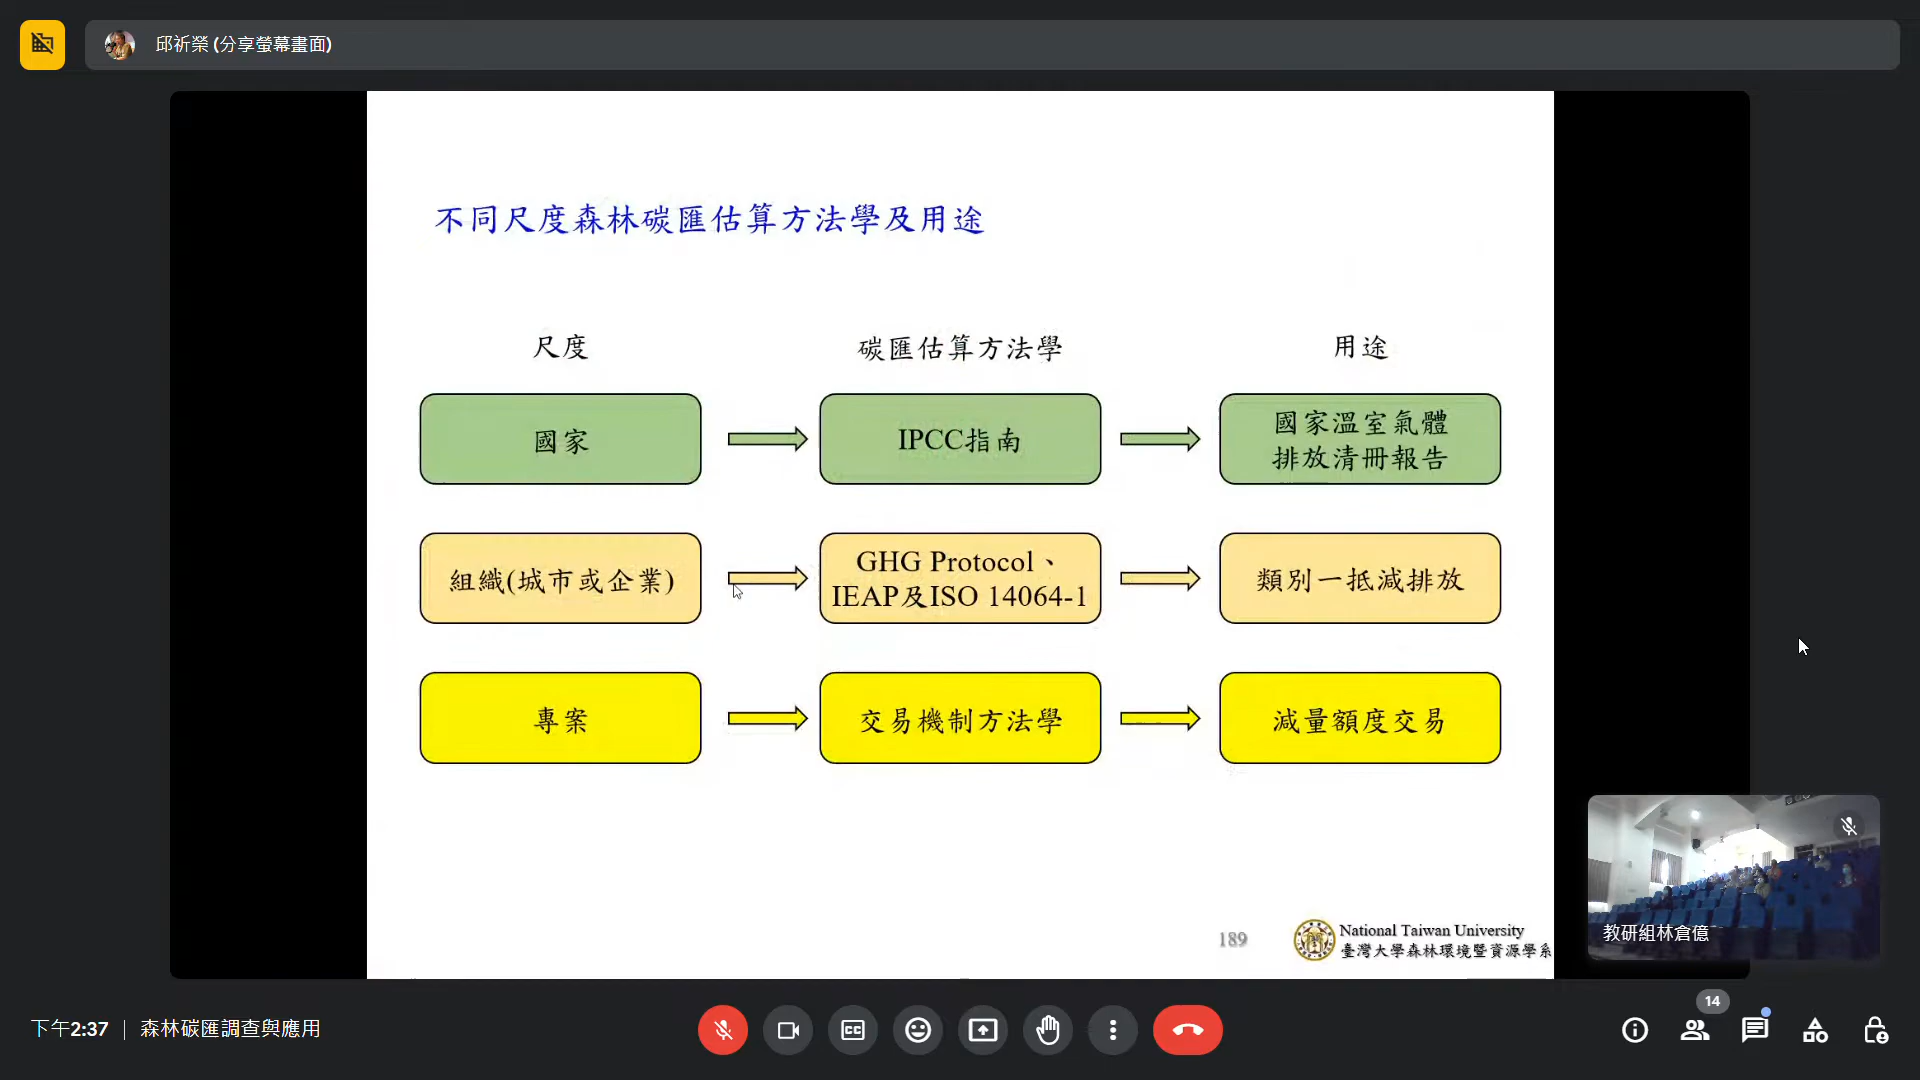 邱祈榮 (分享螢幕畫面)
不同尺度森林碳匯估算方法學及用途
尺度
碳匯估算方法學
用途
國家
IPCC指南
國家溫室氣體
排放清冊報告
組織(城市或企業)
GHG Protocol、
IEAP及ISO 14064-1
類別一抵減排放
專案
交易機制方法學
減量額度交易
189
National Taiwan University
臺灣大學森林環境暨資源學系
教研組林倉億
下午2:37 | 森林碳匯調查與應用
14